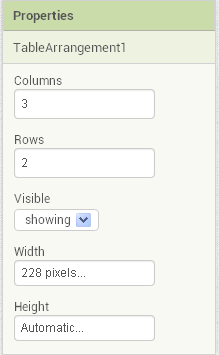 Properties
TableArrangement1
Columns
3
Rows
2
Visible
showing
Width
228 pixels...
Height
Automatic...